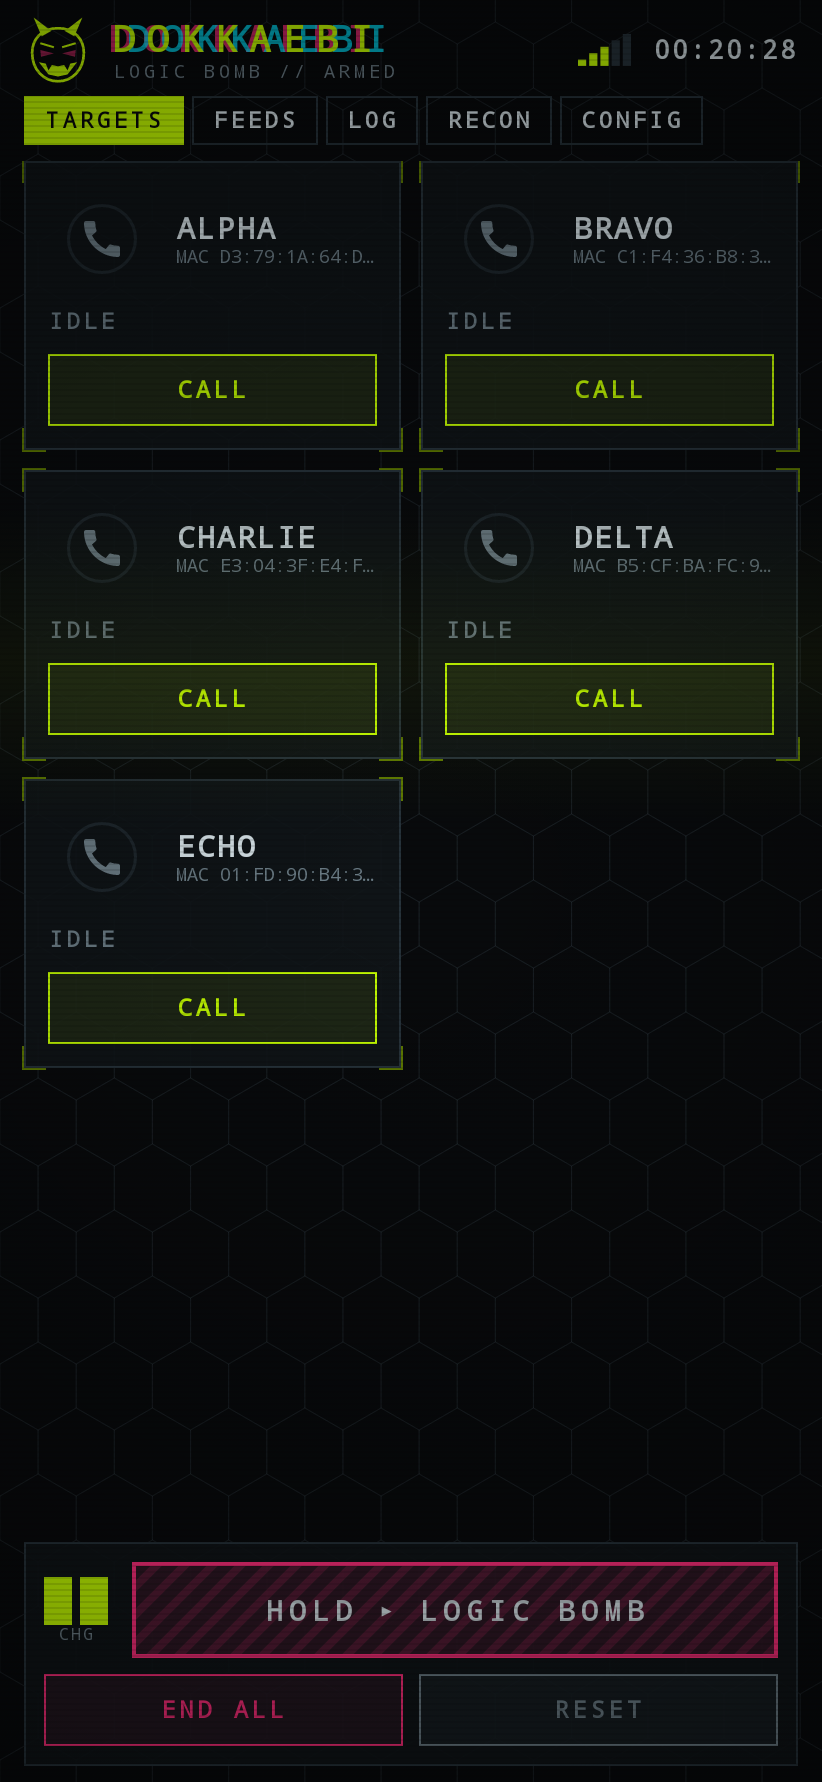 DOKKAEBI
LOGIC BOMB // ARMED
00:20:28
TARGETS
FEEDS
LOG
RECON
CONFIG
ALPHA
MAC D3:79:1A:64:D…
IDLE
CALL
BRAVO
MAC C1:F4:36:B8:3…
IDLE
CALL
CHARLIE
MAC E3:04:3F:E4:F…
IDLE
CALL
DELTA
MAC B5:CF:BA:FC:9…
IDLE
CALL
ECHO
MAC 01:FD:90:B4:3…
IDLE
CALL
CHG
HOLD ▸ LOGIC BOMB
END ALL
RESET